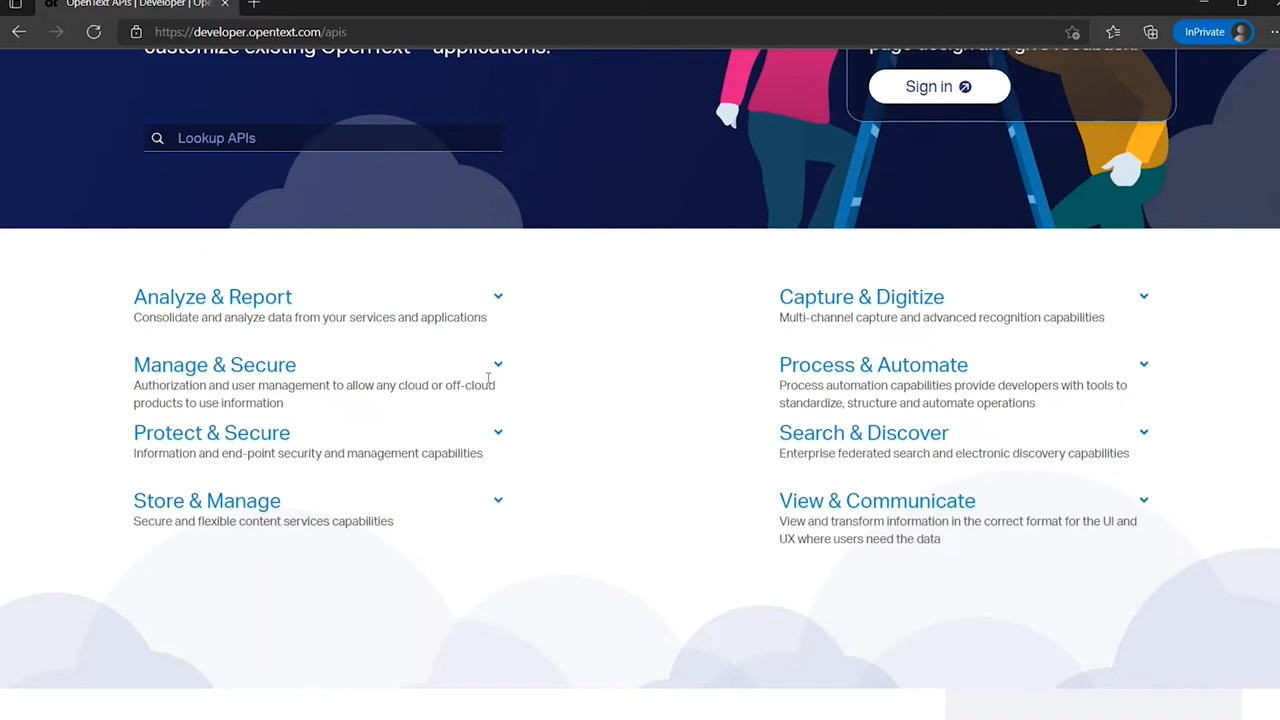 OpenText APIs | Developer | Ope
https://developer.opentext.com/apis
InPrivate
customize existing OpenText™ applications.
page design and give feedback.
Sign in
Lookup APIs
Analyze & Report
Consolidate and analyze data from your services and applications
Manage & Secure
Authorization and user management to allow any cloud or off-cloud
products to use information
Protect & Secure
Information and end-point security and management capabilities
Store & Manage
Secure and flexible content services capabilities
Capture & Digitize
Multi-channel capture and advanced recognition capabilities
Process & Automate
Process automation capabilities provide developers with tools to
standardize, structure and automate operations
Search & Discover
Enterprise federated search and electronic discovery capabilities
View & Communicate
View and transform information in the correct format for the UI and
UX where users need the data